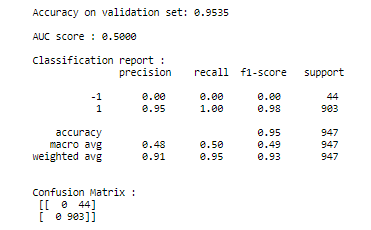 Accuracy on validation set: 0.9535
AUC score : 0.5000
Classification report :
precision recall f1-score support
-1 0.00 0.00 0.00 44
1 0.95 1.00 0.98 903
accuracy 0.95 947
macro avg 0.48 0.50 0.49 947
weighted avg 0.91 0.95 0.93 947
Confusion Matrix :
[[ 0 44]
[ 0 903]]